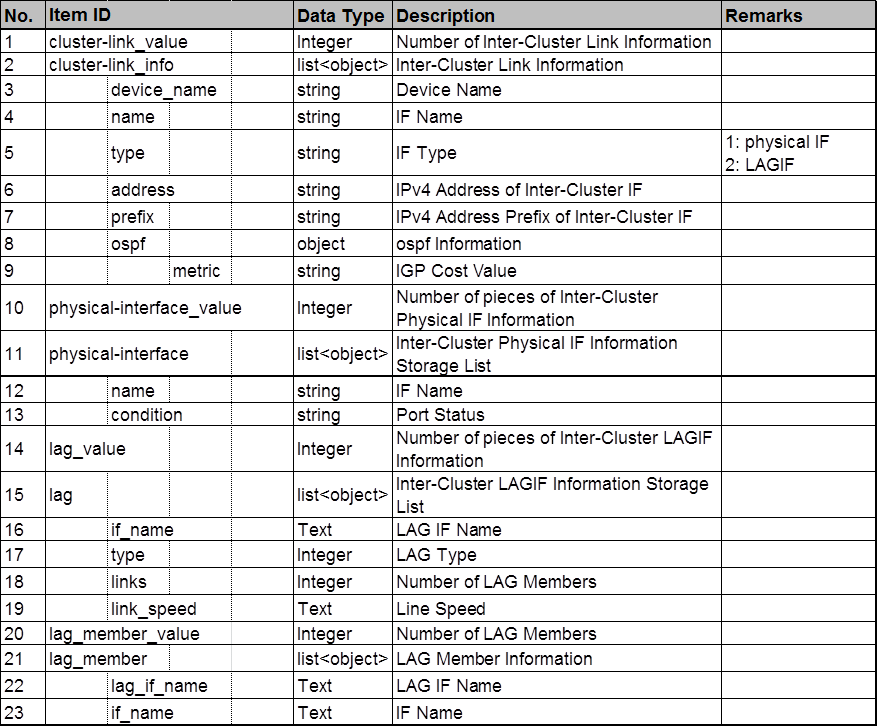 No. Item ID Data Type Description Remarks
1 cluster-link_value Integer Number of Inter-Cluster Link Information
2 cluster-link_info list<object> Inter-Cluster Link Information
3 device_name string Device Name
4 name string IF Name
5 type string IF Type 1: physical IF
2: LAGIF
6 address string IPv4 Address of Inter-Cluster IF
7 prefix string IPv4 Address Prefix of Inter-Cluster IF
8 ospf object ospf Information
9 metric string IGP Cost Value
10 physical-interface_value Integer Number of pieces of Inter-Cluster
Physical IF Information
11 physical-interface list<object> Inter-Cluster Physical IF Information
Storage List
12 name string IF Name
13 condition string Port Status
14 lag_value Integer Number of pieces of Inter-Cluster LAGIF
Information
15 lag list<object> Inter-Cluster LAGIF Information Storage
List
16 if_name Text LAG IF Name
17 type Integer LAG Type
18 links Integer Number of LAG Members
19 link_speed Text Line Speed
20 lag_member_value Integer Number of LAG Members
21 lag_member list<object> LAG Member Information
22 lag_if_name Text LAG IF Name
23 if_name Text IF Name